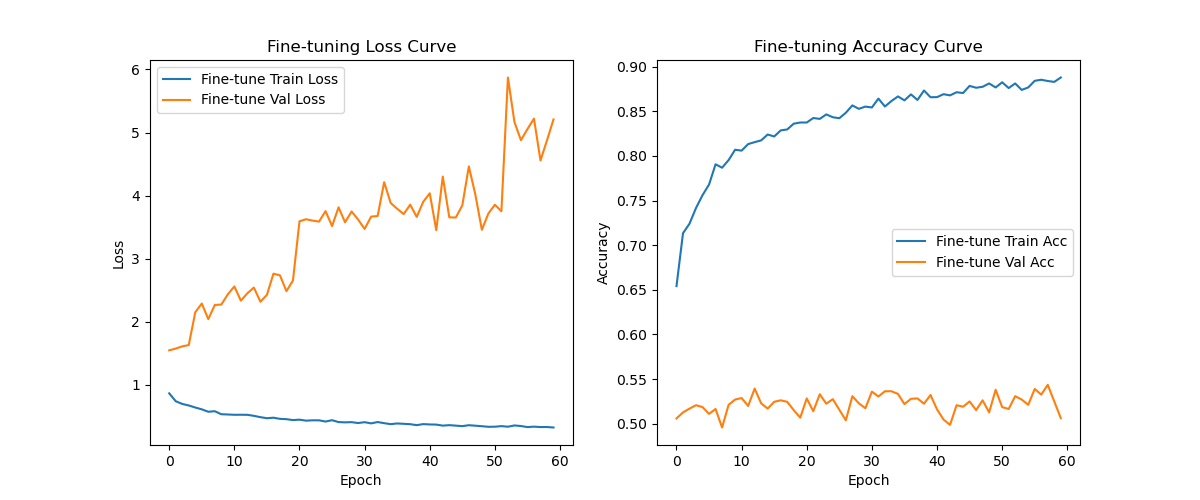 Fine-tuning Loss Curve
Fine-tune Train Loss
Fine-tune Val Loss
6
5
4
3
2
1
Loss
0 10 20 30 40 50 60
Epoch
Fine-tuning Accuracy Curve
0.90
0.85
0.80
0.75
0.70
0.65
0.60
0.55
0.50
Accuracy
Fine-tune Train Acc
Fine-tune Val Acc
0 10 20 30 40 50 60
Epoch